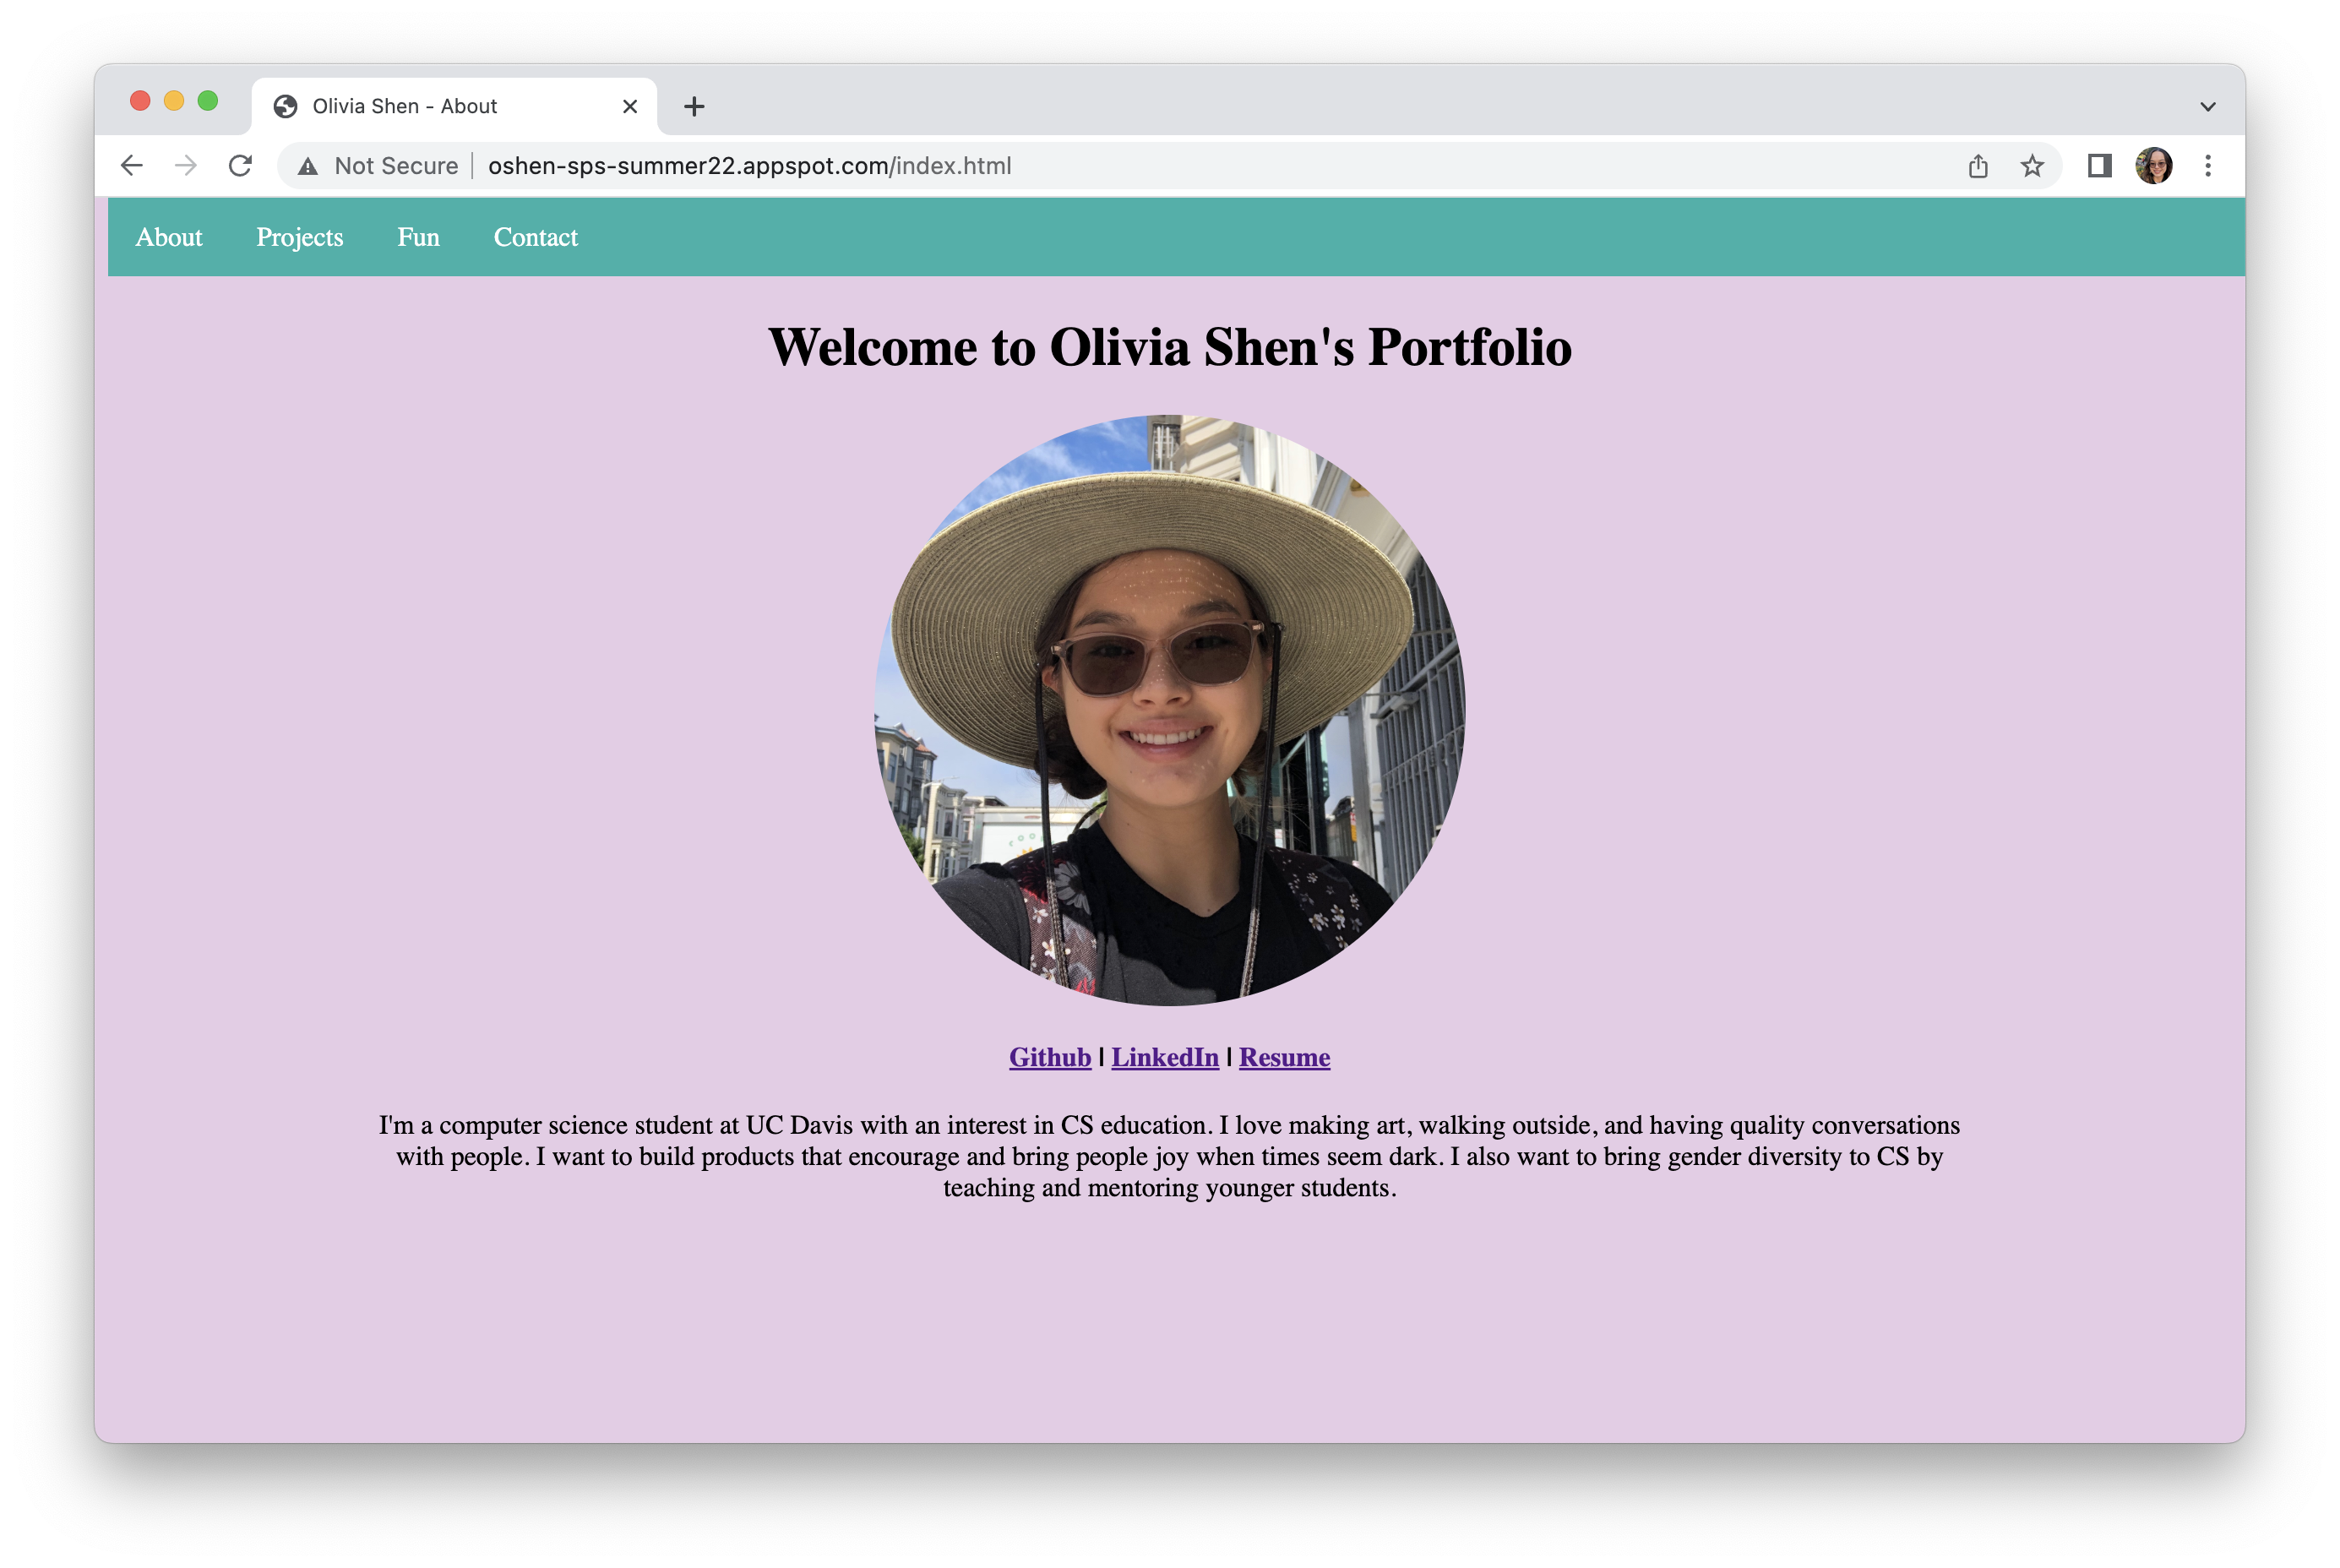 Olivia Shen - About
Not Secure | oshen-sps-summer22.appspot.com/index.html
About Projects Fun Contact
Welcome to Olivia Shen's Portfolio
Github | LinkedIn | Resume
I'm a computer science student at UC Davis with an interest in CS education. I love making art, walking outside, and having quality conversations
with people. I want to build products that encourage and bring people joy when times seem dark. I also want to bring gender diversity to CS by
teaching and mentoring younger students.